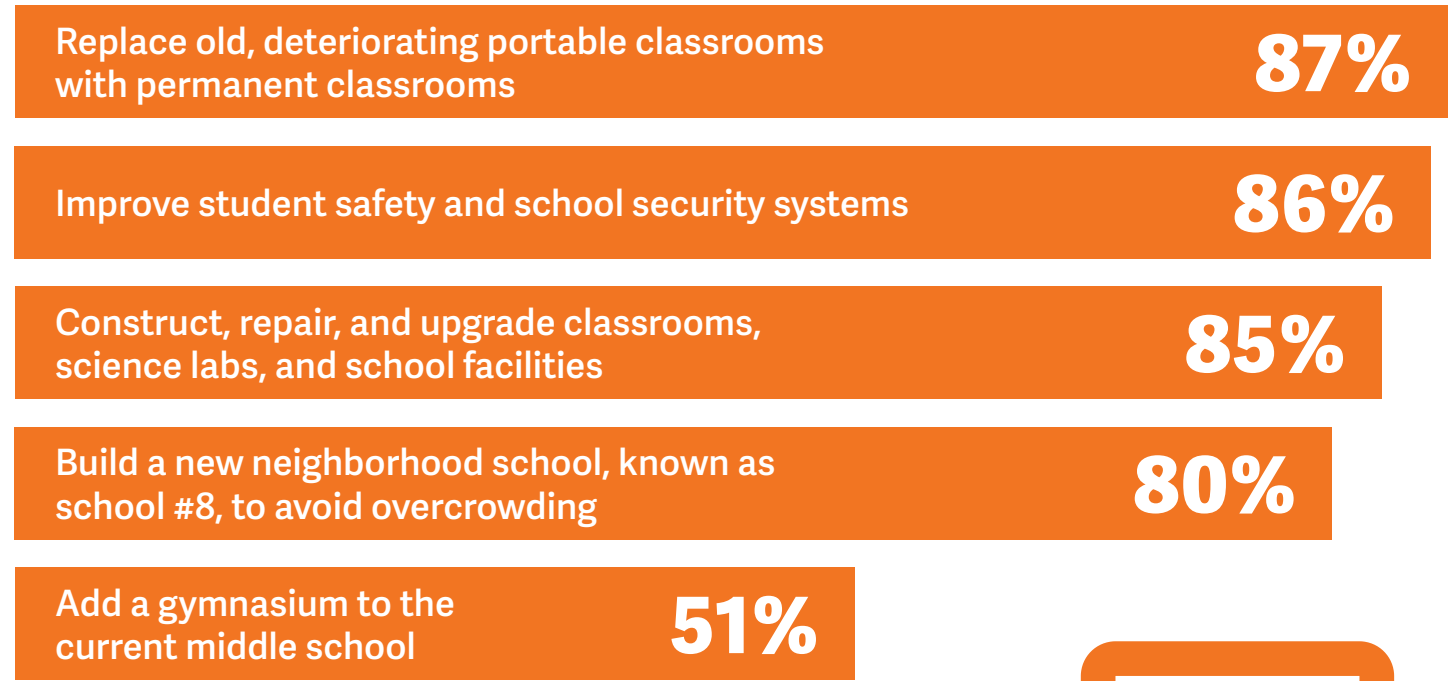 Replace old, deteriorating portable classrooms
with permanent classrooms
87%
Improve student safety and school security systems
86%
Construct, repair, and upgrade classrooms,
science labs, and school facilities
85%
Build a new neighborhood school, known as
school #8, to avoid overcrowding
80%
Add a gymnasium to the
current middle school
51%